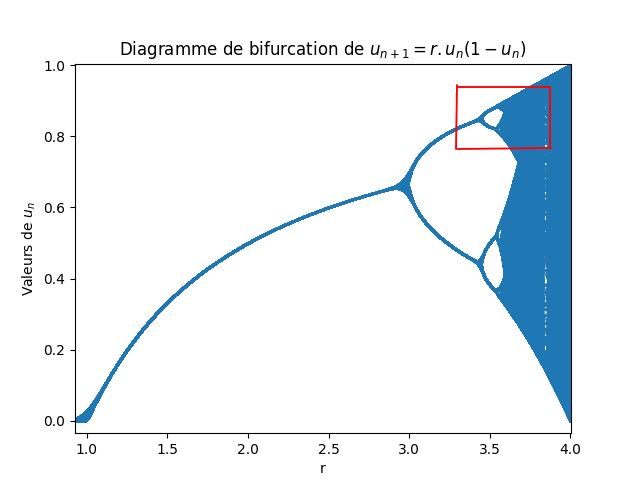 Diagramme de bifurcation de $u_{n+1} = r.u_n(1 - u_n)$
1.0
0.8
0.6
0.4
0.2
0.0
Valeurs de $u_n$
1.0 1.5 2.0 2.5 3.0 3.5 4.0
r